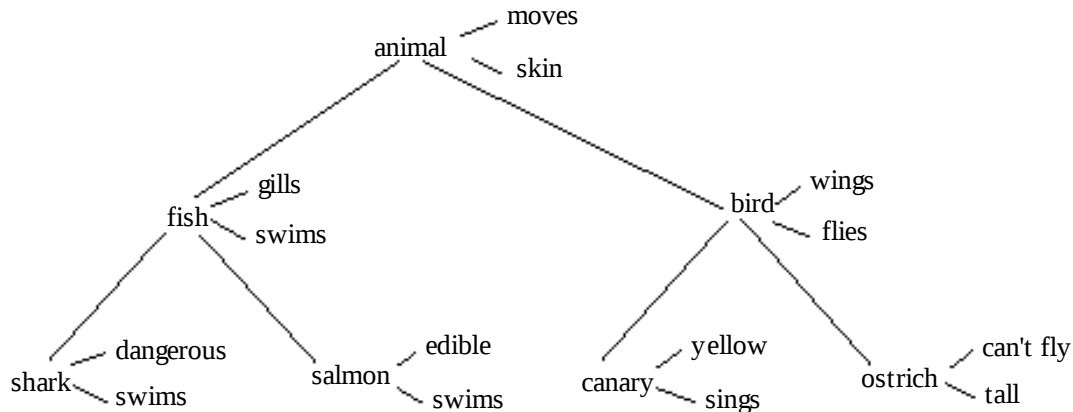 moves
animal
skin
gills
fish
swims
wings
bird
flies
dangerous
shark
swims
edible
salmon
swims
yellow
canary
sings
can't fly
ostrich
tall